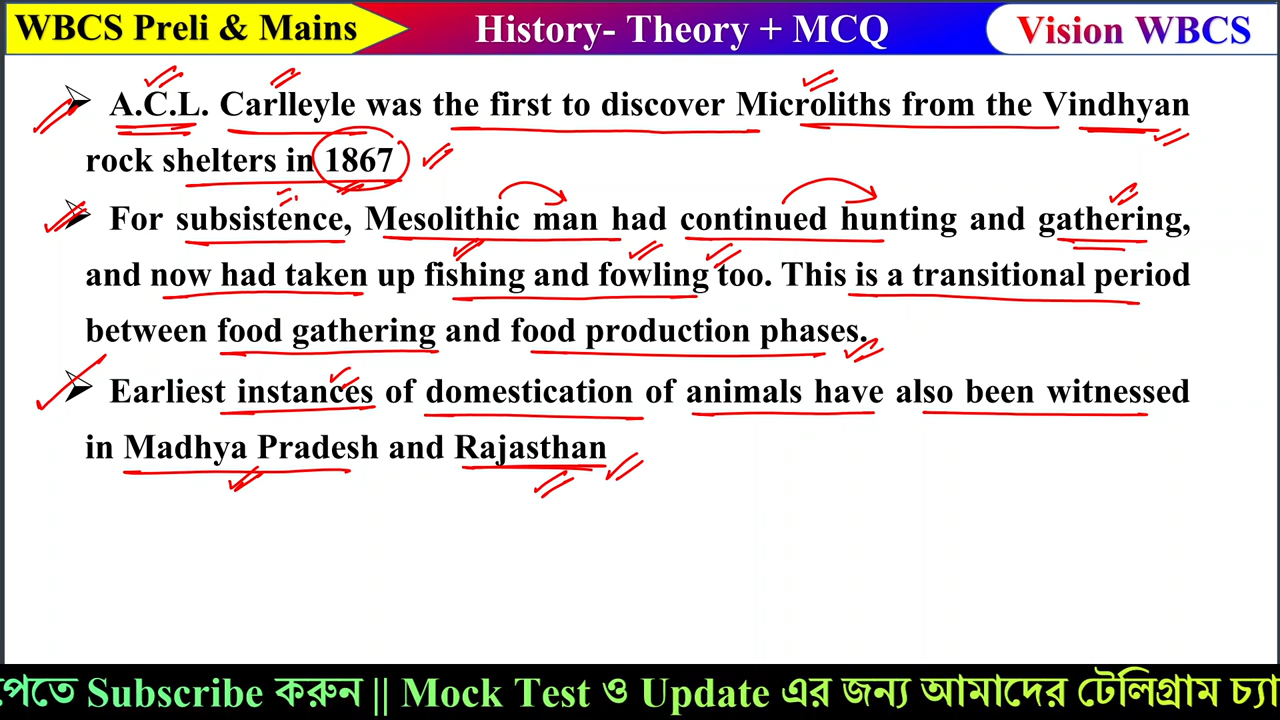 WBCS Preli & Mains
History- Theory + MCQ
Vision WBCS
➢ A.C.L. Carlleyle was the first to discover Microliths from the Vindhyan
rock shelters in 1867
➢ For subsistence, Mesolithic man had continued hunting and gathering,
and now had taken up fishing and fowling too. This is a transitional period
between food gathering and food production phases.
➢ Earliest instances of domestication of animals have also been witnessed
in Madhya Pradesh and Rajasthan
পেতে Subscribe করুন || Mock Test ও Update এর জন্য আমাদের টেলিগ্রাম চ্যা